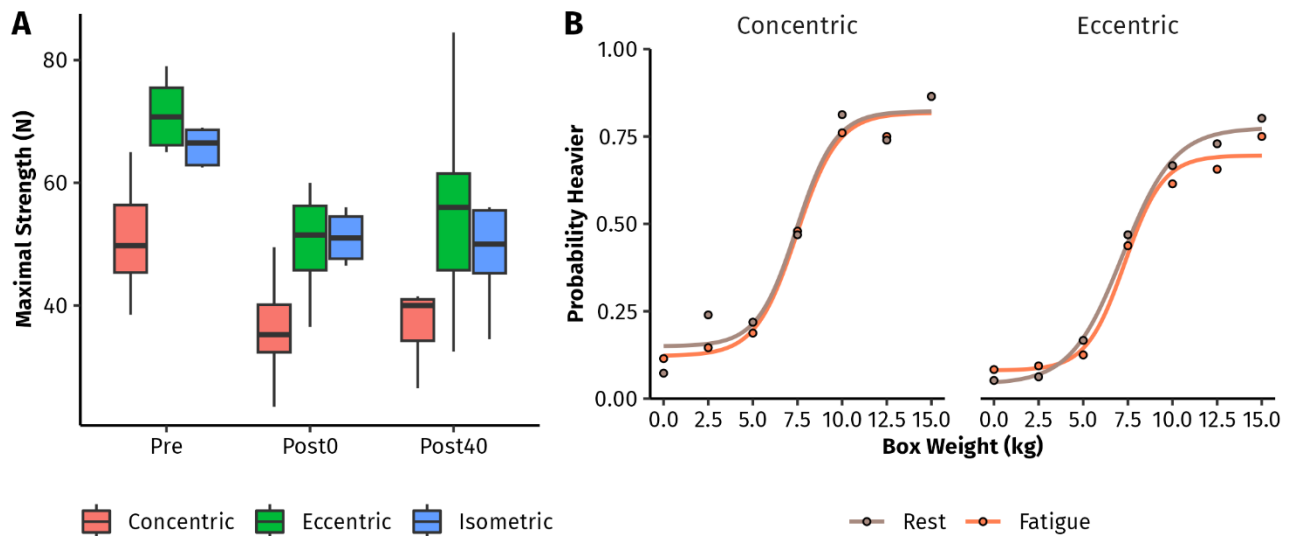 A
Maximal Strength (N)
80
60
40
Pre Post0 Post40
Concentric Eccentric Isometric
B
Concentric Eccentric
Probability Heavier
1.00
0.75
0.50
0.25
0.00
0.0 2.5 5.0 7.5 10.0 12.5 15.0 0.0 2.5 5.0 7.5 10.0 12.5 15.0
Box Weight (kg)
Rest Fatigue